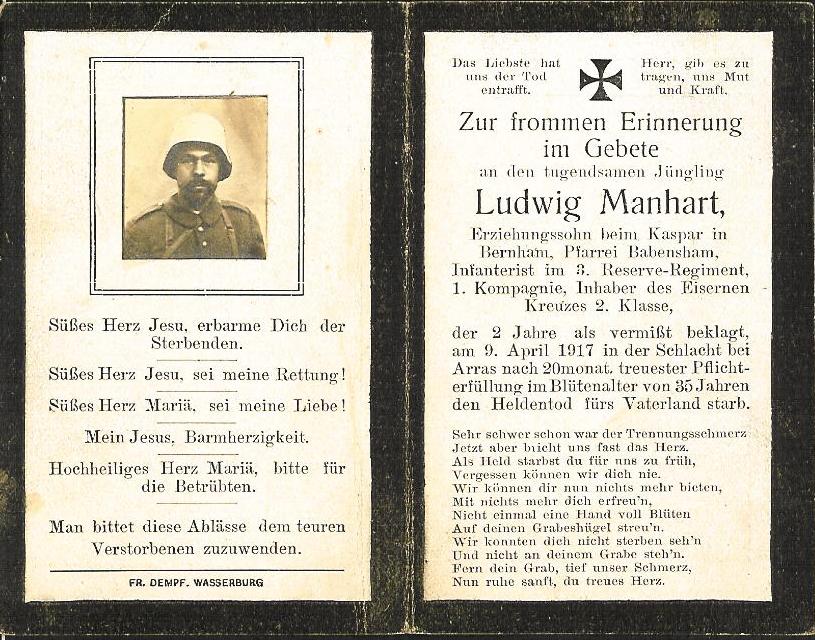 Süßes Herz Jesu, erbarme Dich der
Sterbenden.
Süßes Herz Jesu, sei meine Rettung!
Süßes Herz Mariä, sei meine Liebe!
Mein Jesus, Barmherzigkeit.
Hochheiliges Herz Mariä, bitte für
die Betrübten.
Man bittet diese Ablässe dem teuren
Verstorbenen zuzuwenden.
FR. DEMPF, WASSERBURG
Das Liebste hat
uns der Tod
entrafft.
Herr, gib es zu
tragen, uns Mut
und Kraft.
Zur frommen Erinnerung
im Gebete
an den tugendsamen Jüngling
Ludwig Manhart,
Erziehungssohn beim Kaspar in
Bernham, Pfarrei Babensham,
Infanterist im 3. Reserve-Regiment,
1. Kompagnie, Inhaber des Eisernen
Kreuzes 2. Klasse,
der 2 Jahre als vermißt beklagt,
am 9. April 1917 in der Schlacht bei
Arras nach 20monat. treuester Pflicht-
erfüllung im Blütenalter von 35 Jahren
den Heldentod fürs Vaterland starb.
Sehr schwer schon war der Trennungsschmerz
Jetzt aber bricht uns fast das Herz.
Als Held starbst du für uns zu früh,
Vergessen können wir dich nie.
Wir können dir nun nichts mehr bieten,
Mit nichts mehr dich erfreu'n,
Nicht einmal eine Hand voll Blüten
Auf deinen Grabeshügel streu'n.
Wir konnten dich nicht sterben seh'n
Und nicht an deinem Grabe steh'n.
Fern dein Grab, tief unser Schmerz,
Nun ruhe sanft, du treues Herz.